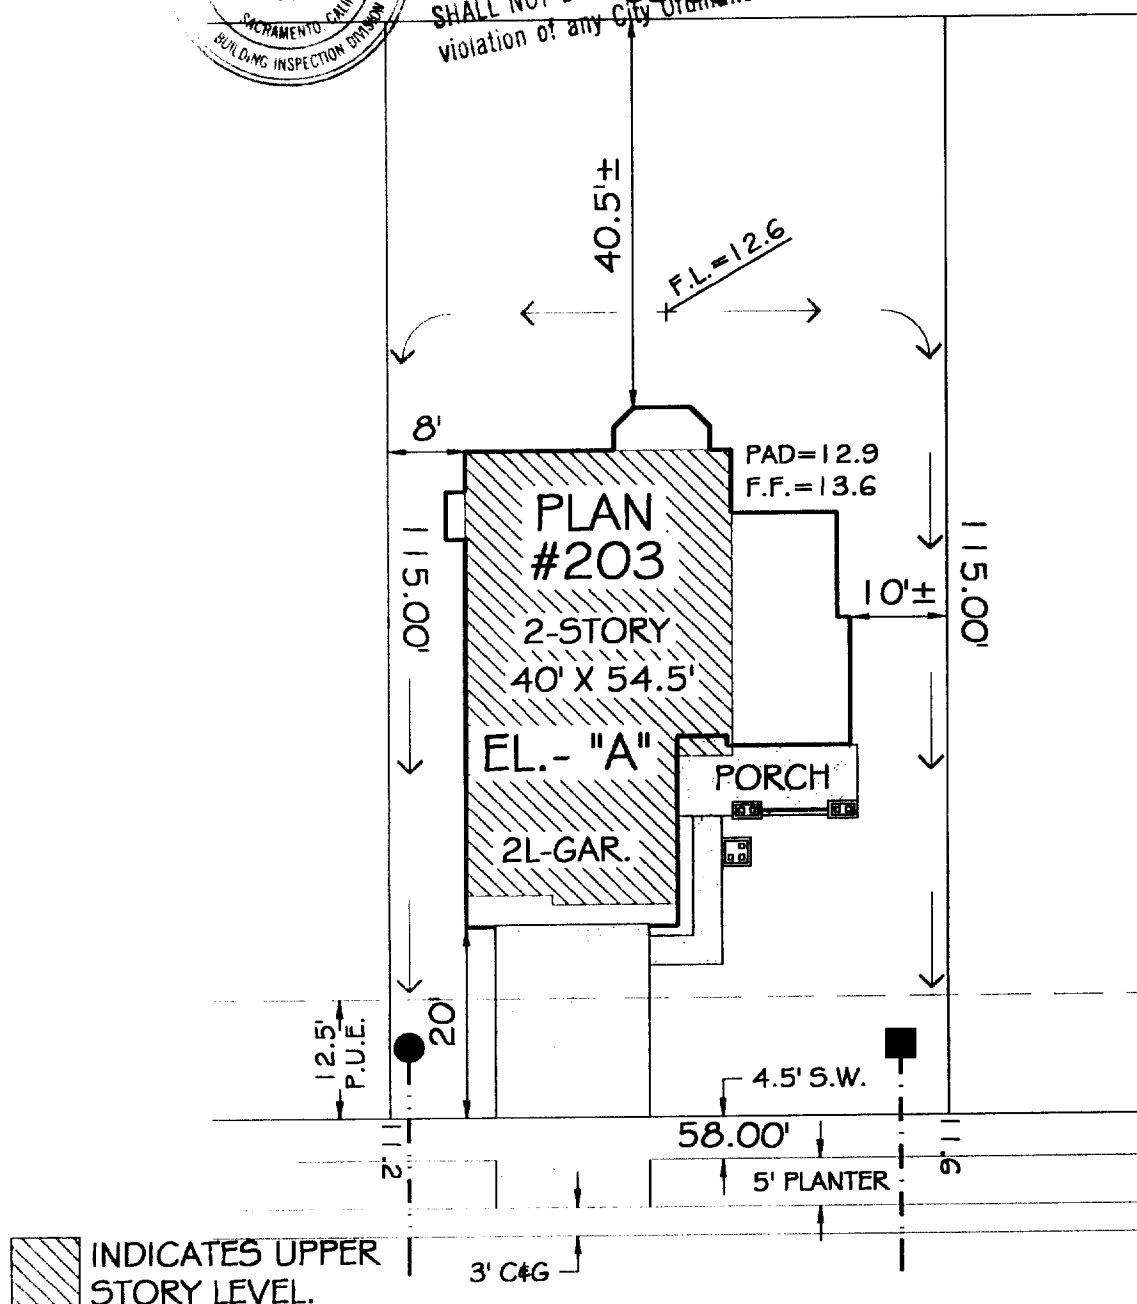 SACRAMENTO, CALIF
BUILDING INSPECTION DIVISION
SHALL NOT
violation of any City
40.5'±
F.L.=12.6
8'
PAD=12.9
F.F.=13.6
PLAN
#203
115.00'
115.00'
10'±
2-STORY
40' X 54.5'
EL.- "A"
PORCH
2L-GAR.
20'
12.5'
P.U.E.
4.5' S.W.
58.00'
11.2
11.6
5' PLANTER
INDICATES UPPER
STORY LEVEL.
3' C&G